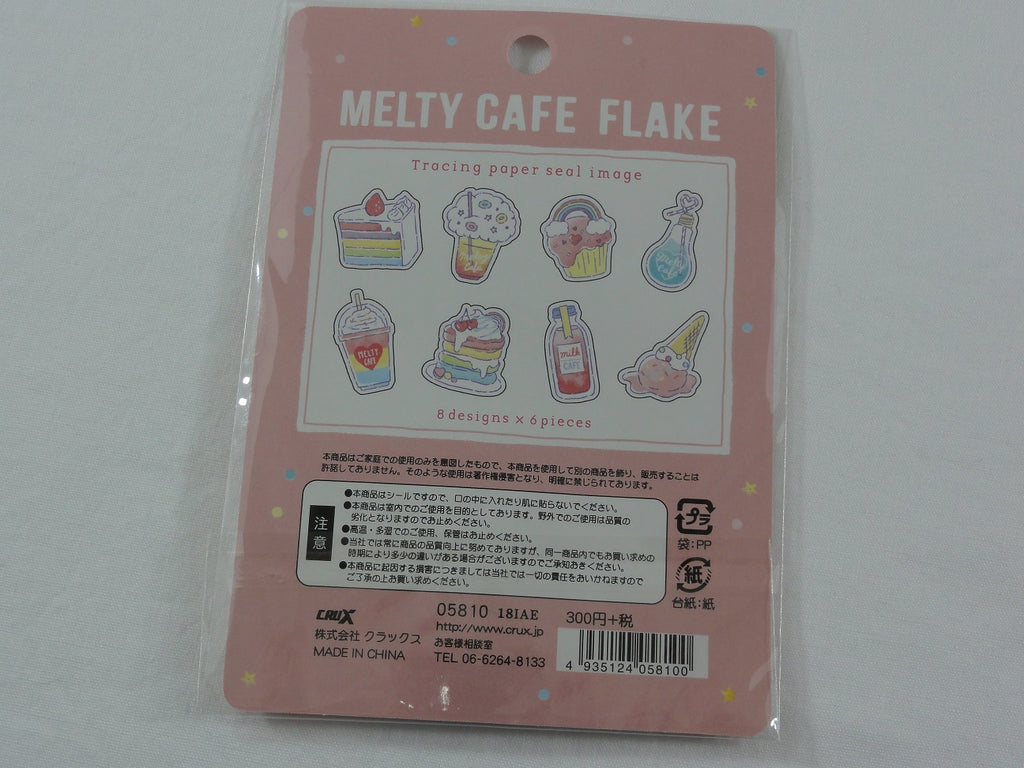 MELTY CAFE FLAKE
Tracing paper seal image
melty
Cafe
MELTY
CAFE
milk
CAFE
8designs × 6pieces
本商品はご家庭での使用のみを意図したもので、本商品を使用して別の商品を飾り、販売することは
許諾しておりません。そのような使用は著作権侵害となり、明確に禁じられております。
注意
●本商品はシールですので、口の中に入れたり肌に貼らないでください。
●本商品は室内でのご使用を目的としております。野外でのご使用は品質の
劣化となりますのでお止めください。
●高温・多湿でのご使用、保管はお止めください。
●当社では常に商品の品質向上に努めておりますが、同一商品内でもお買い求めの
時期により多少の違いがある場合がございますのでご承知おきください。
●本商品に起因する損害につきましては当社では一切の責任をおいかねますので
ご了承の上お買い求めください。
プラ
袋:PP
紙
台紙:紙
CRUX
株式会社 クラックス
MADE IN CHINA
05810 18IAE
http://www.crux.jp
お客様相談室
TEL 06-6264-8133
300円+税
4 935124 058100